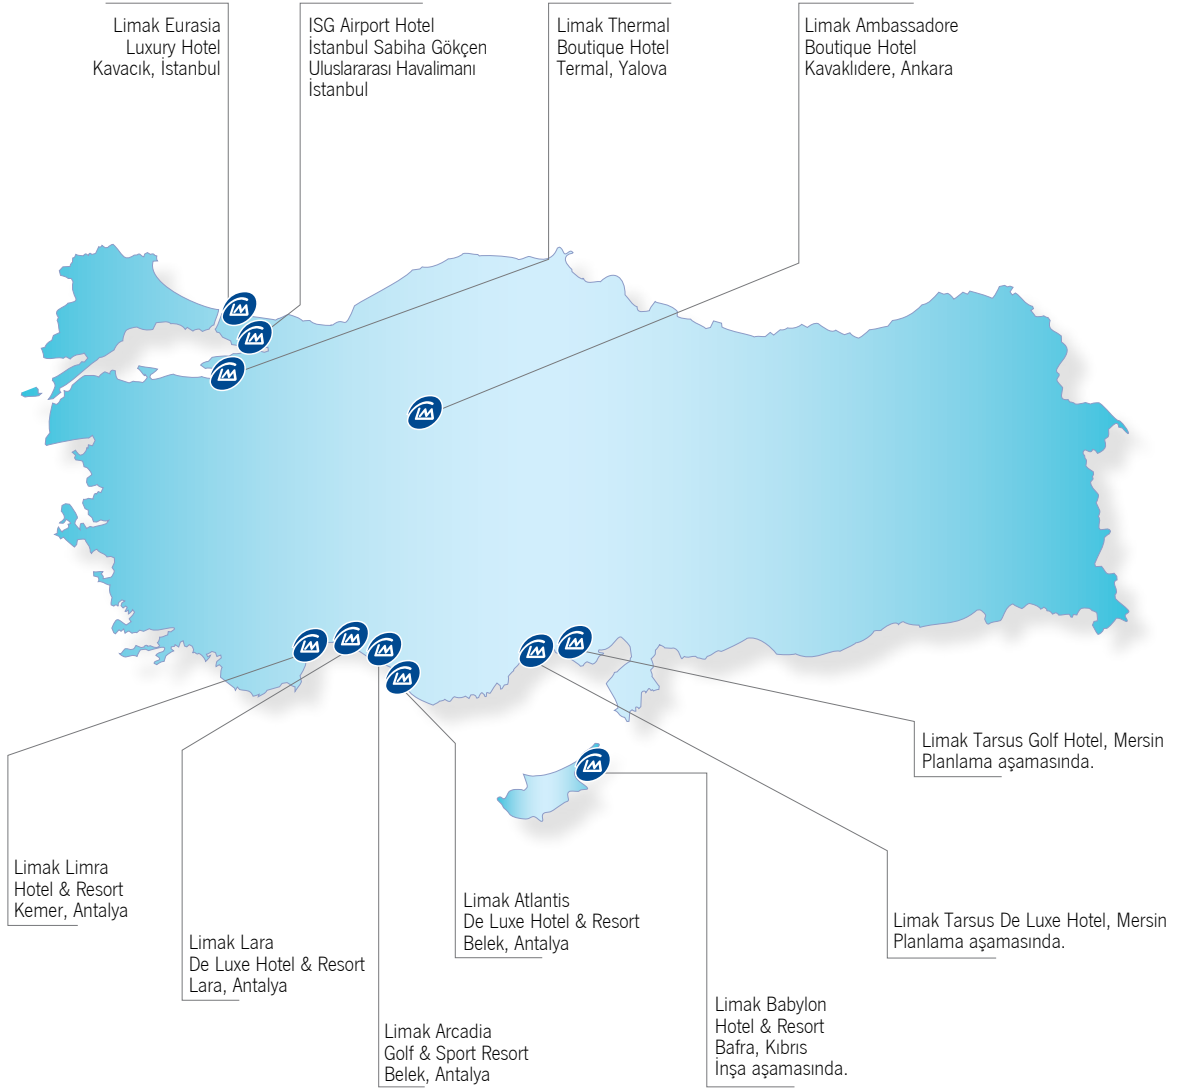 Limak Eurasia
Luxury Hotel
Kavacık, İstanbul
ISG Airport Hotel
İstanbul Sabiha Gökçen
Uluslararası Havalimanı
İstanbul
Limak Thermal
Boutique Hotel
Termal, Yalova
Limak Ambassadore
Boutique Hotel
Kavaklıdere, Ankara
Limak Tarsus Golf Hotel, Mersin
Planlama aşamasında.
Limak Limra
Hotel & Resort
Kemer, Antalya
Limak Lara
De Luxe Hotel & Resort
Lara, Antalya
Limak Atlantis
De Luxe Hotel & Resort
Belek, Antalya
Limak Tarsus De Luxe Hotel, Mersin
Planlama aşamasında.
Limak Arcadia
Golf & Sport Resort
Belek, Antalya
Limak Babylon
Hotel & Resort
Bafra, Kıbrıs
İnşa aşamasında.